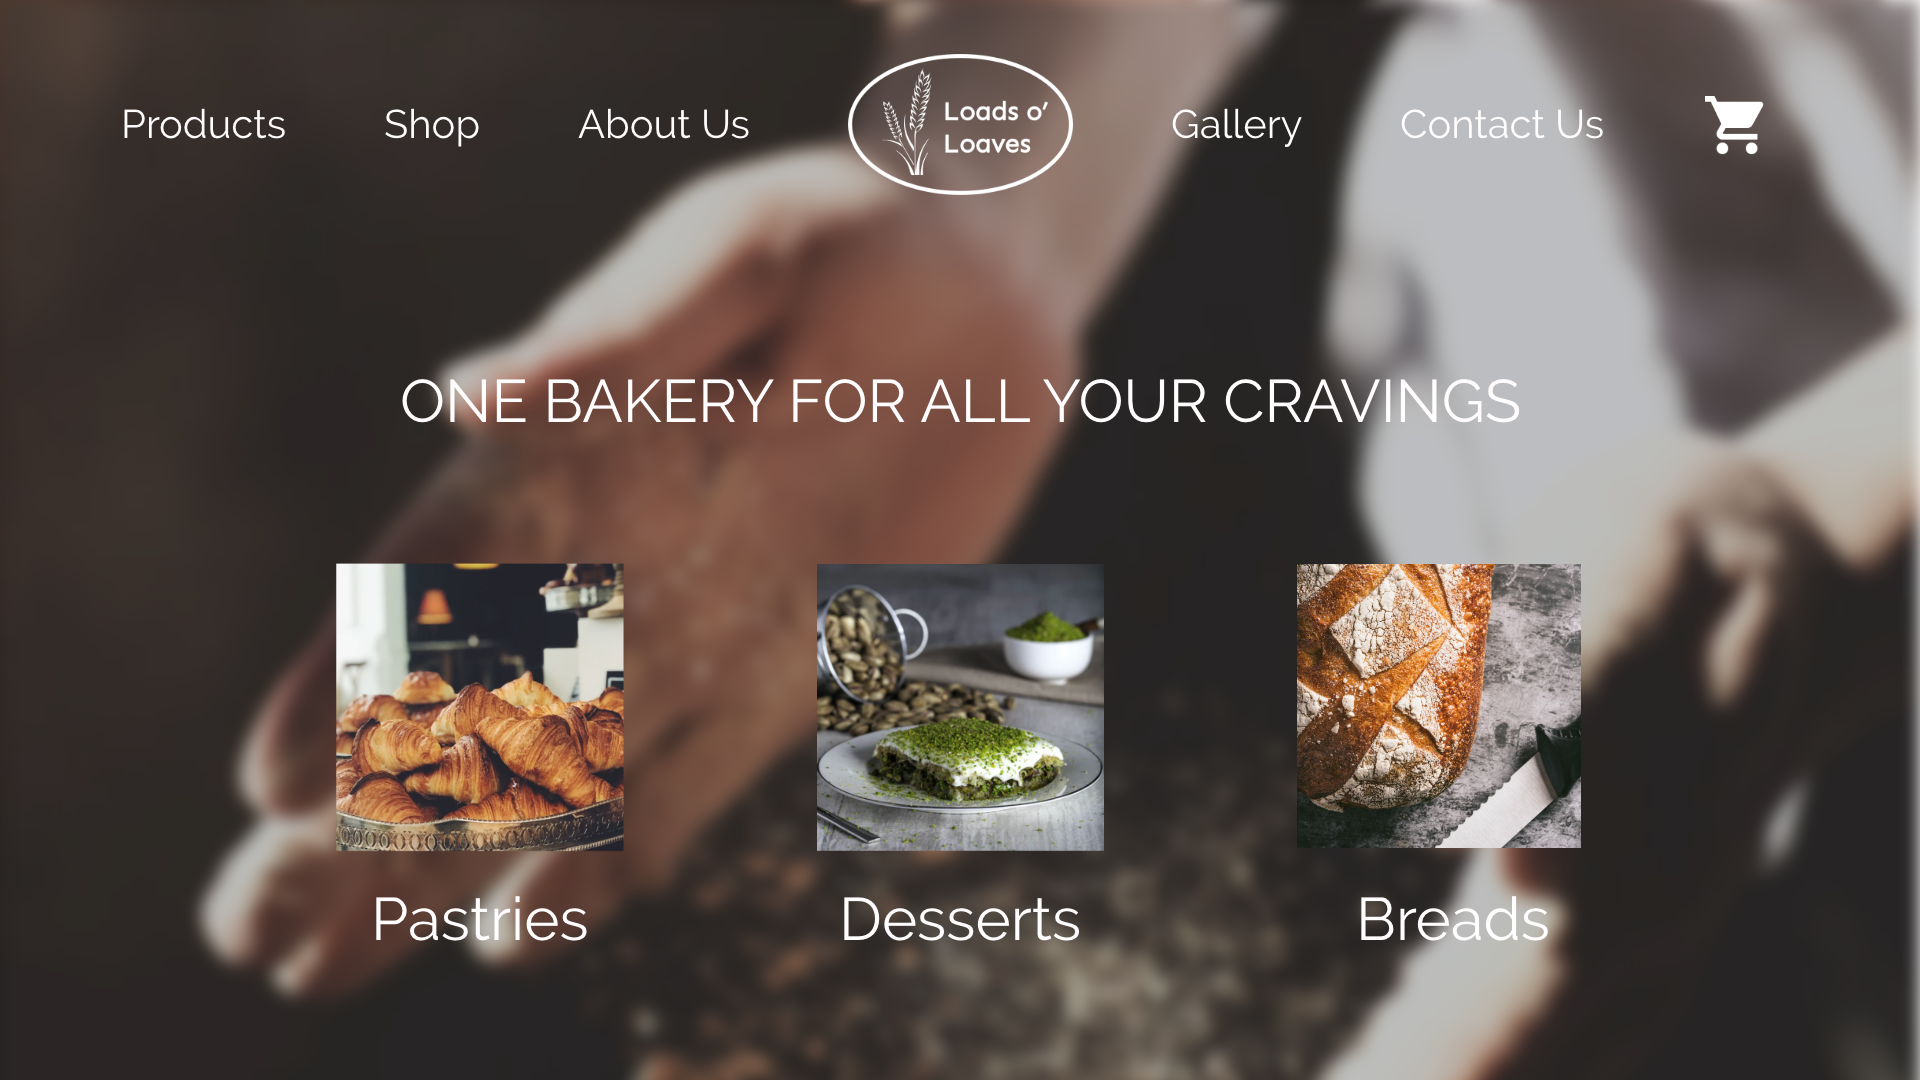 Products
Shop
About Us
Loads o'
Loaves
Gallery
Contact Us
ONE BAKERY FOR ALL YOUR CRAVINGS
Pastries
Desserts
Breads